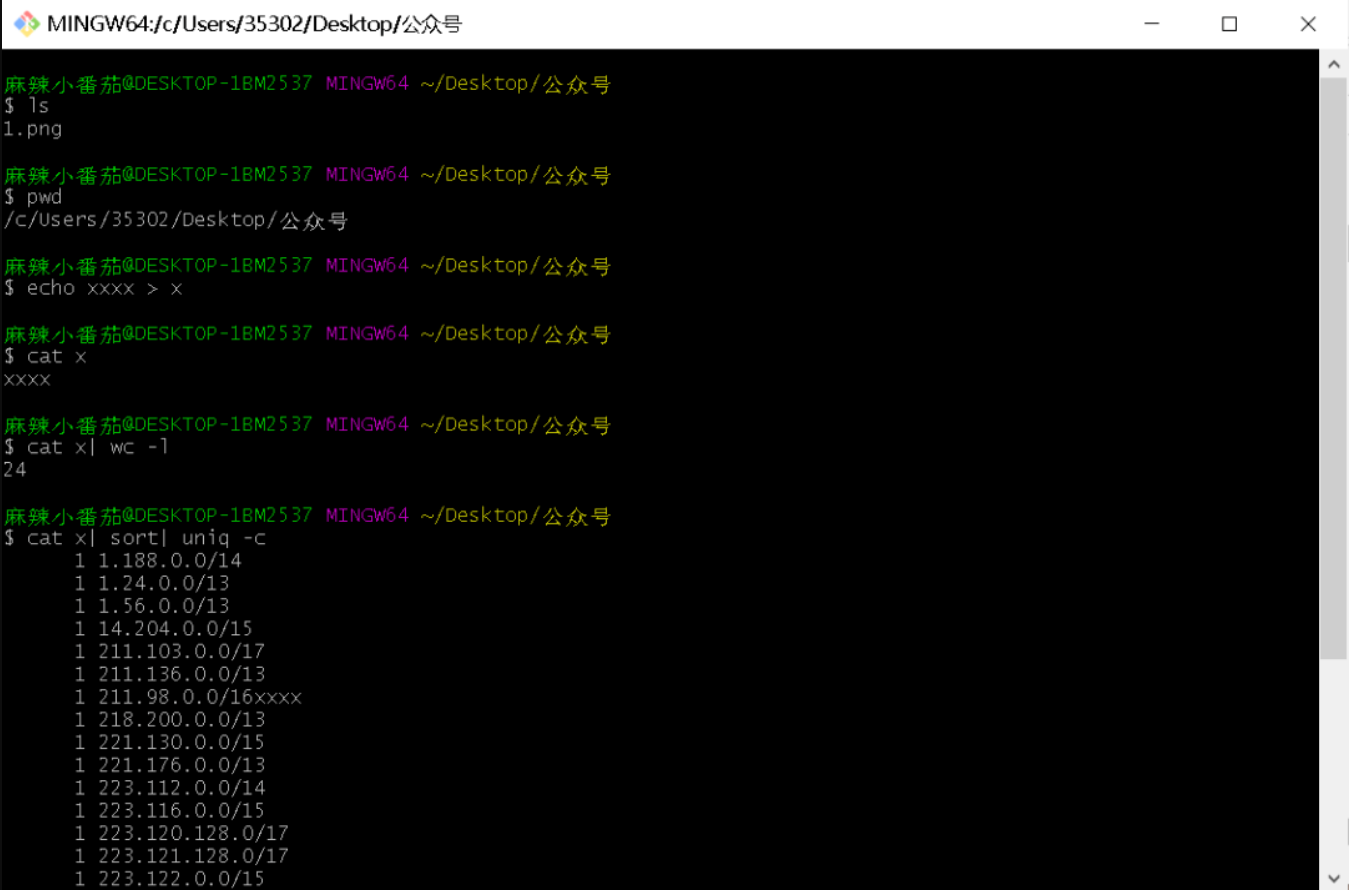 MINGW64:/c/Users/35302/Desktop/公众号
麻辣小番茄@DESKTOP-1BM2537 MINGW64 ~/Desktop/公众号
$ ls
1.png
麻辣小番茄@DESKTOP-1BM2537 MINGW64 ~/Desktop/公众号
$ pwd
/c/Users/35302/Desktop/公众号
麻辣小番茄@DESKTOP-1BM2537 MINGW64 ~/Desktop/公众号
$ echo xxxx > x
麻辣小番茄@DESKTOP-1BM2537 MINGW64 ~/Desktop/公众号
$ cat x
xxxx
麻辣小番茄@DESKTOP-1BM2537 MINGW64 ~/Desktop/公众号
$ cat x| wc -l
24
麻辣小番茄@DESKTOP-1BM2537 MINGW64 ~/Desktop/公众号
$ cat x| sort| uniq -c
1 1.188.0.0/14
1 1.24.0.0/13
1 1.56.0.0/13
1 14.204.0.0/15
1 211.103.0.0/17
1 211.136.0.0/13
1 211.98.0.0/16xxxx
1 218.200.0.0/13
1 221.130.0.0/15
1 221.176.0.0/13
1 223.112.0.0/14
1 223.116.0.0/15
1 223.120.128.0/17
1 223.121.128.0/17
1 223.122.0.0/15